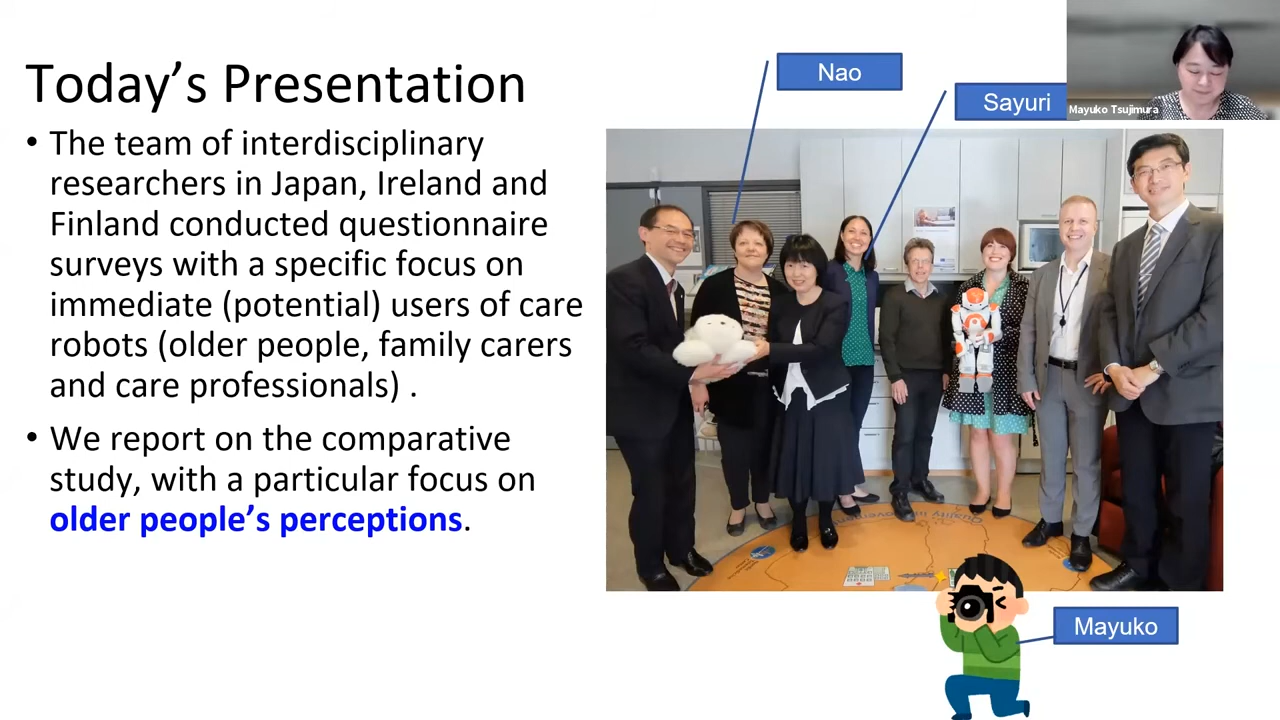 Today's Presentation
• The team of interdisciplinary
researchers in Japan, Ireland and
Finland conducted questionnaire
surveys with a specific focus on
immediate (potential) users of care
robots (older people, family carers
and care professionals) .
• We report on the comparative
study, with a particular focus on
older people's perceptions.
Nao
Sayuri
Mayuko Tsujimura
Quality improvement
Mayuko